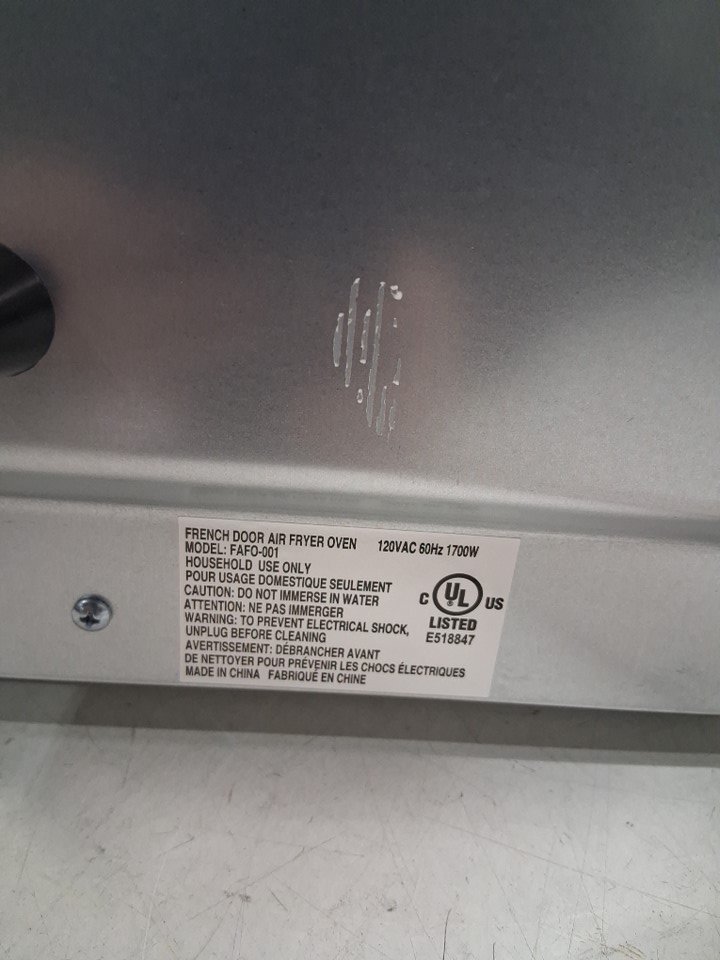 FRENCH DOOR AIR FRYER OVEN 120VAC 60Hz 1700W
MODEL: FAFO-001
HOUSEHOLD USE ONLY
POUR USAGE DOMESTIQUE SEULEMENT
CAUTION: DO NOT IMMERSE IN WATER
ATTENTION: NE PAS IMMERGER
WARNING: TO PREVENT ELECTRICAL SHOCK,
UNPLUG BEFORE CLEANING
AVERTISSEMENT: DÉBRANCHER AVANT
DE NETTOYER POUR PRÉVENIR LES CHOCS ÉLECTRIQUES
MADE IN CHINA FABRIQUÉ EN CHINE
C UL US
LISTED
E518847